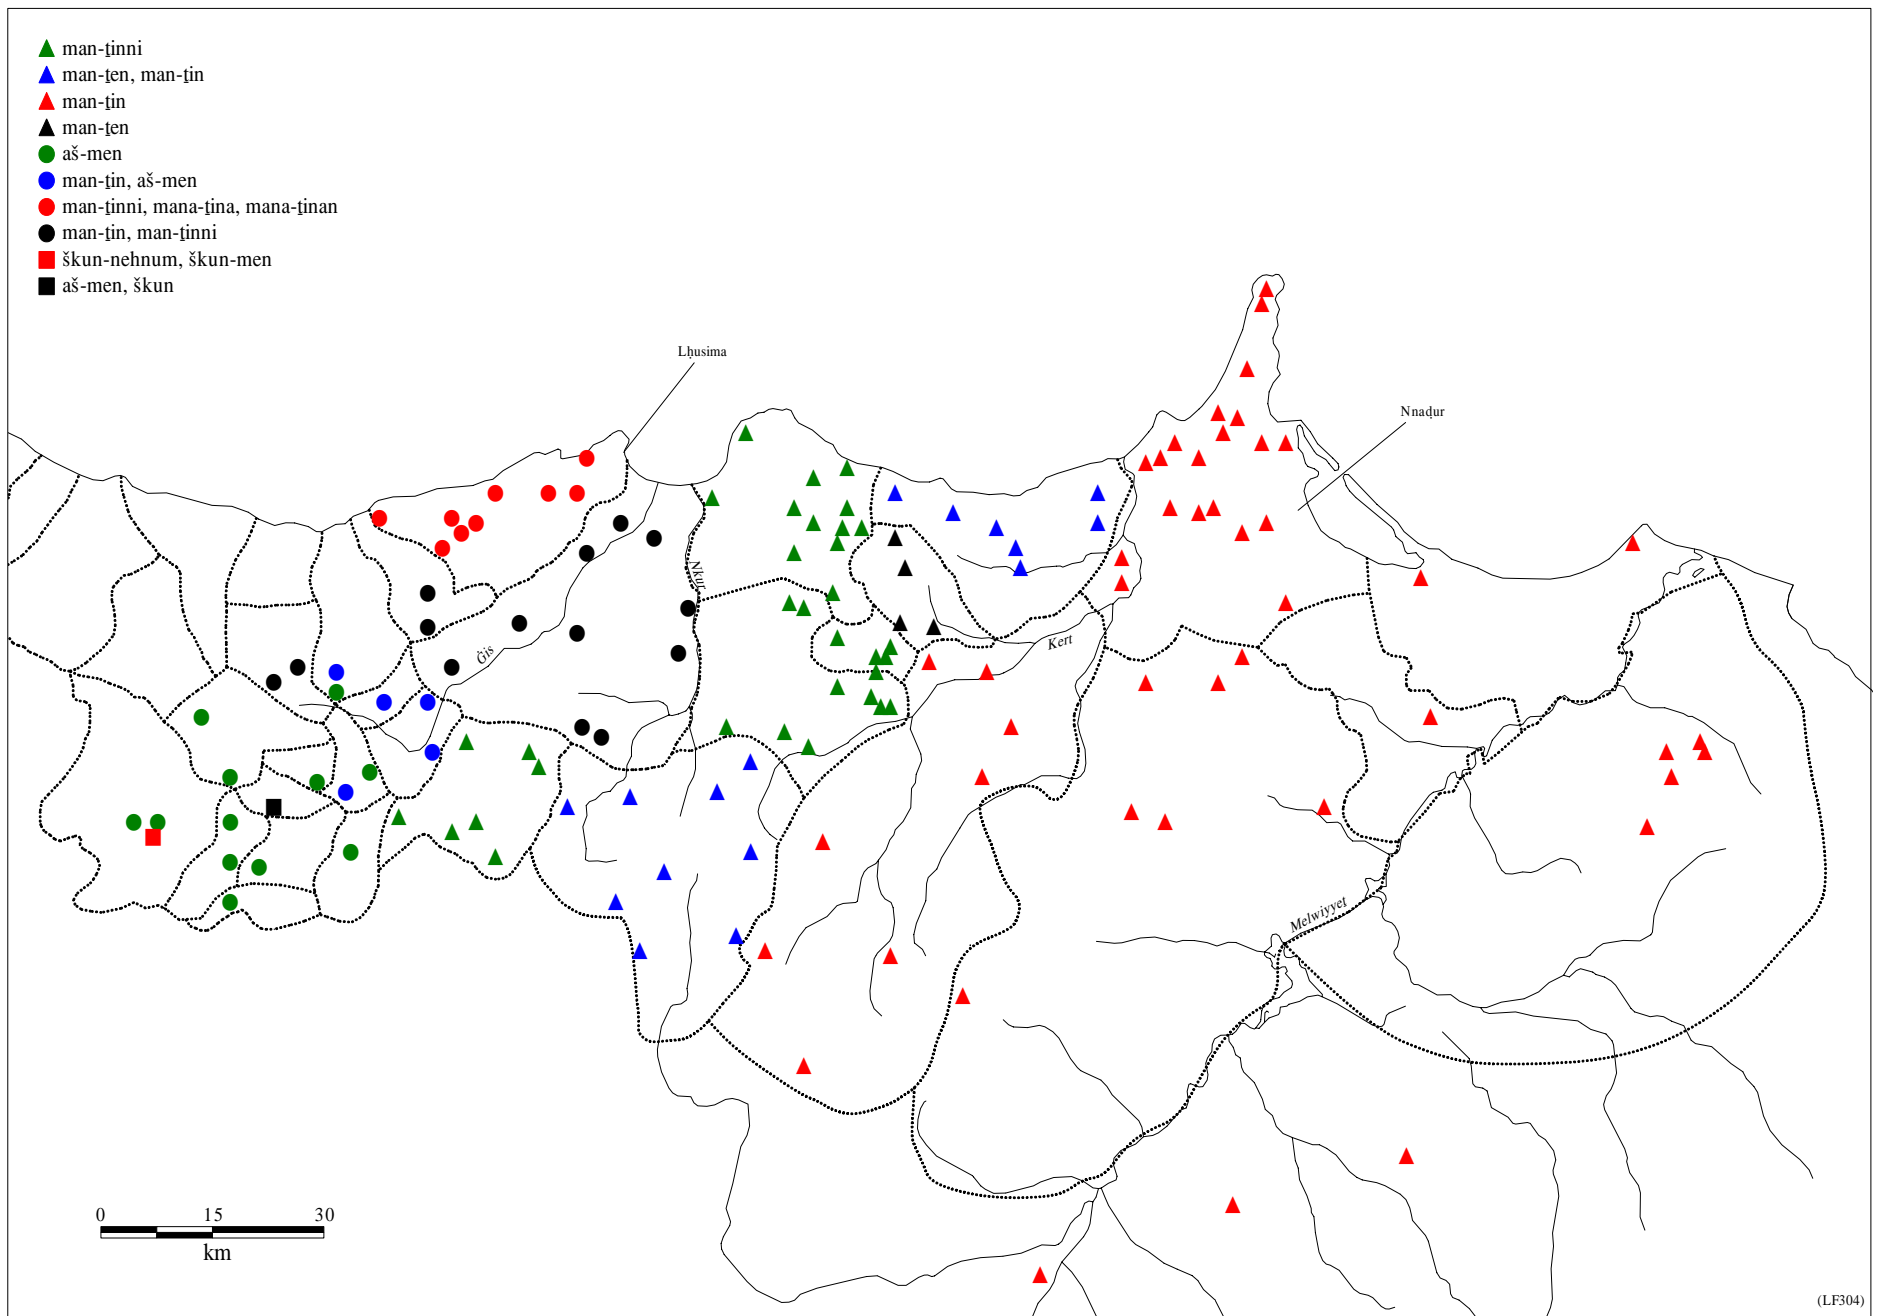 man-ṯinni
man-ṯen, man-ṯin
man-ṯin
man-ṯen
aš-men
man-ṯin, aš-men
man-ṯinni, mana-ṯina, mana-ṯinan
man-ṯin, man-ṯinni
škun-nehnum, škun-men
aš-men, škun
Lḥusima
Nnaḍur
Nkur
Ġis
Kert
Melwiyyet
0 15 30
km
(LF304)